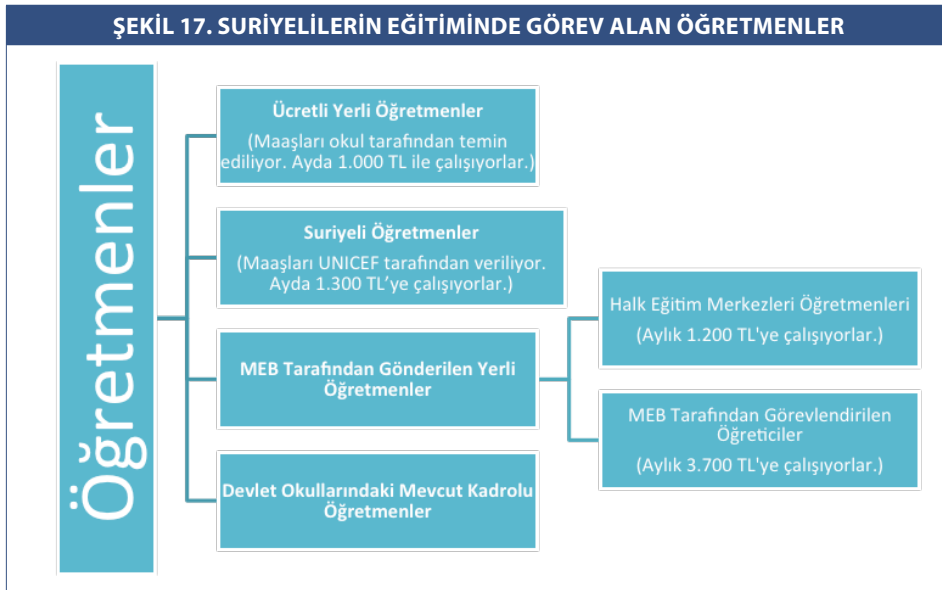 ŞEKİL 17. SURİYELİLERİN EĞİTİMİNDE GÖREV ALAN ÖĞRETMENLER
Öğretmenler
Ücretli Yerli Öğretmenler
(Maaşları okul tarafından temin
ediliyor. Ayda 1.000 TL ile çalışıyorlar.)
Suriyeli Öğretmenler
(Maaşları UNICEF tarafından veriliyor.
Ayda 1.300 TL’ye çalışıyorlar.)
MEB Tarafından Gönderilen Yerli
Öğretmenler
Halk Eğitim Merkezleri Öğretmenleri
(Aylık 1.200 TL'ye çalışıyorlar.)
MEB Tarafından Görevlendirilen
Öğreticiler
(Aylık 3.700 TL'ye çalışıyorlar.)
Devlet Okullarındaki Mevcut Kadrolu
Öğretmenler